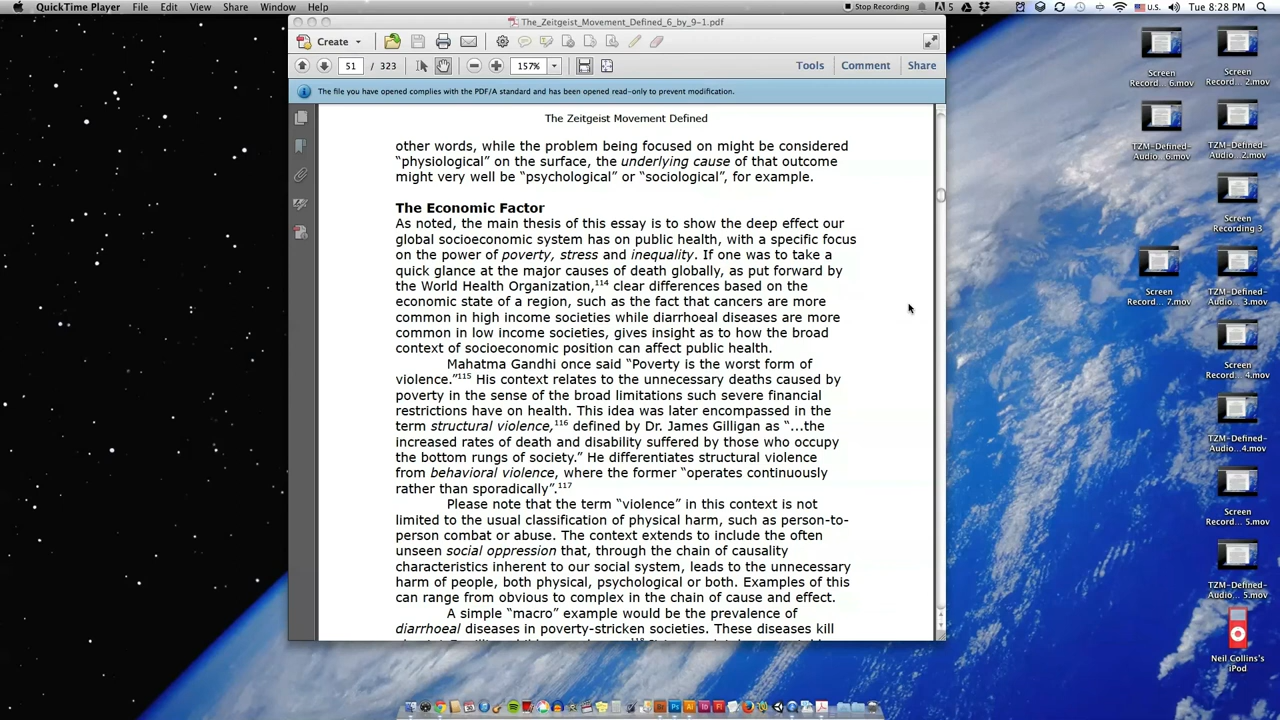 QuickTime Player File Edit View Share Window Help
Stop Recording 5 U.S. Tue 8:28 PM
The_Zeitgeist_Movement_Defined_6_by_9-1.pdf
Create
51 / 323 157% Tools Comment Share
The file you have opened complies with the PDF/A standard and has been opened read-only to prevent modification.
The Zeitgeist Movement Defined
other words, while the problem being focused on might be considered
“physiological” on the surface, the underlying cause of that outcome
might very well be “psychological” or “sociological”, for example.
The Economic Factor
As noted, the main thesis of this essay is to show the deep effect our
global socioeconomic system has on public health, with a specific focus
on the power of poverty, stress and inequality. If one was to take a
quick glance at the major causes of death globally, as put forward by
the World Health Organization,114 clear differences based on the
economic state of a region, such as the fact that cancers are more
common in high income societies while diarrhoeal diseases are more
common in low income societies, gives insight as to how the broad
context of socioeconomic position can affect public health.
Mahatma Gandhi once said “Poverty is the worst form of
violence.”115 His context relates to the unnecessary deaths caused by
poverty in the sense of the broad limitations such severe financial
restrictions have on health. This idea was later encompassed in the
term structural violence,116 defined by Dr. James Gilligan as “...the
increased rates of death and disability suffered by those who occupy
the bottom rungs of society.” He differentiates structural violence
from behavioral violence, where the former “operates continuously
rather than sporadically”.117
Please note that the term “violence” in this context is not
limited to the usual classification of physical harm, such as person-to-
person combat or abuse. The context extends to include the often
unseen social oppression that, through the chain of causality
characteristics inherent to our social system, leads to the unnecessary
harm of people, both physical, psychological or both. Examples of this
can range from obvious to complex in the chain of cause and effect.
A simple “macro” example would be the prevalence of
diarrhoeal diseases in poverty-stricken societies. These diseases kill
Screen
Record... 6.mov
Screen
Record... 2.mov
TZM-Defined-
Audio... 6.mov
TZM-Defined-
Audio... 2.mov
Screen
Recording 3
Screen
Record... 7.mov
TZM-Defined-
Audio... 3.mov
Screen
Record... 4.mov
TZM-Defined-
Audio... 4.mov
Screen
Record... 5.mov
TZM-Defined-
Audio... 5.mov
Neil Collins's
iPod